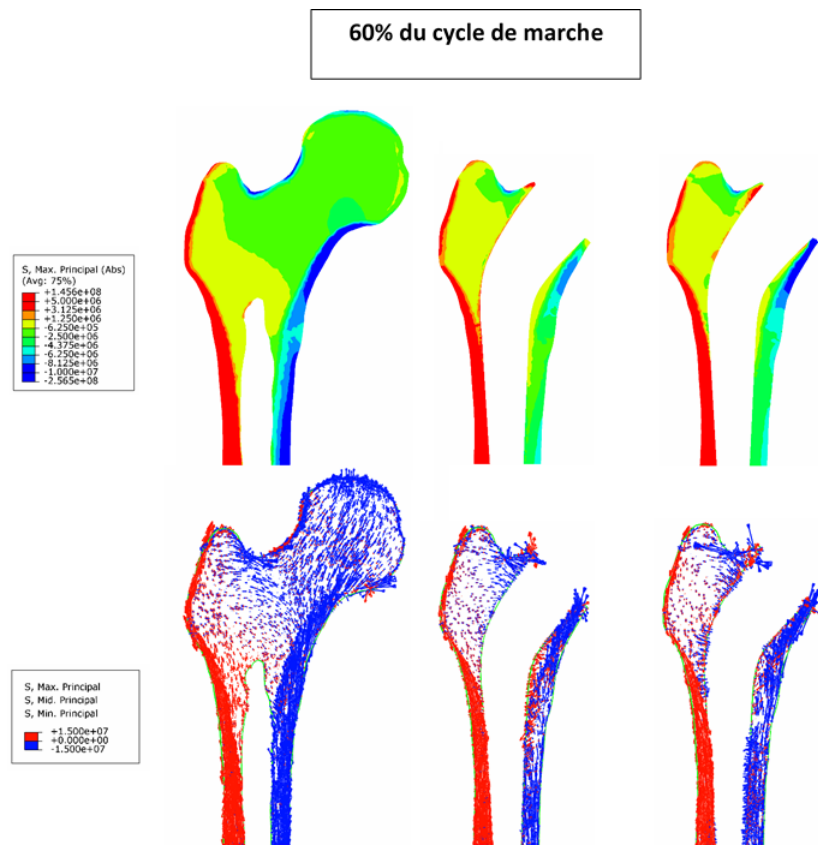 60% du cycle de marche
S, Max. Principal (Abs)
(Avg: 75%)
+1.456e+08
+5.000e+06
+3.125e+06
+1.250e+06
-6.250e+05
-2.500e+06
-4.375e+06
-6.250e+06
-8.125e+06
-1.000e+07
-2.565e+08
S, Max. Principal
S, Mid. Principal
S, Min. Principal
+1.500e+07
+0.000e+00
-1.500e+07